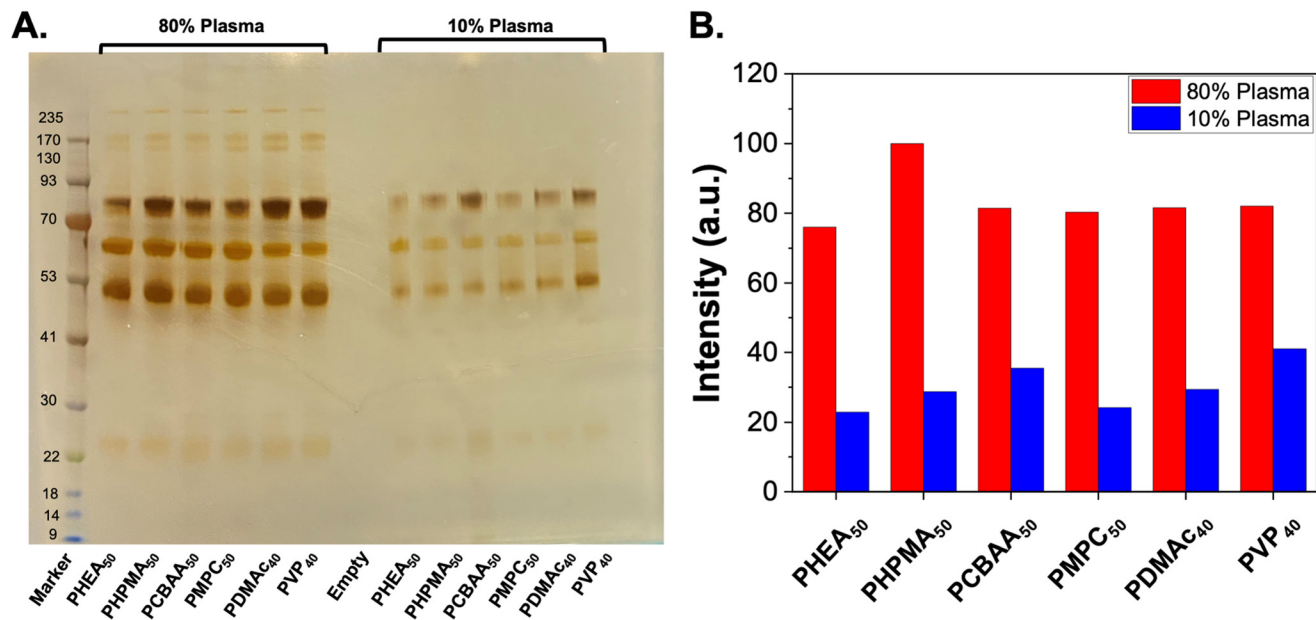 A.
80% Plasma
10% Plasma
235
170
130
93
70
53
41
30
22
18
14
9
Marker
PHEA₅₀
PHPMA₅₀
PCBAA₅₀
PMPC₅₀
PDMAc₄₀
PVP₄₀
Empty
PHEA₅₀
PHPMA₅₀
PCBAA₅₀
PMPC₅₀
PDMAC₄₀
PVP₄₀
B.
Intensity (a.u.)
120
100
80
60
40
20
0
80% Plasma
10% Plasma
PHEA₅₀
PHPMA₅₀
PCBAA₅₀
PMPC₅₀
PDMAc₄₀
PVP₄₀